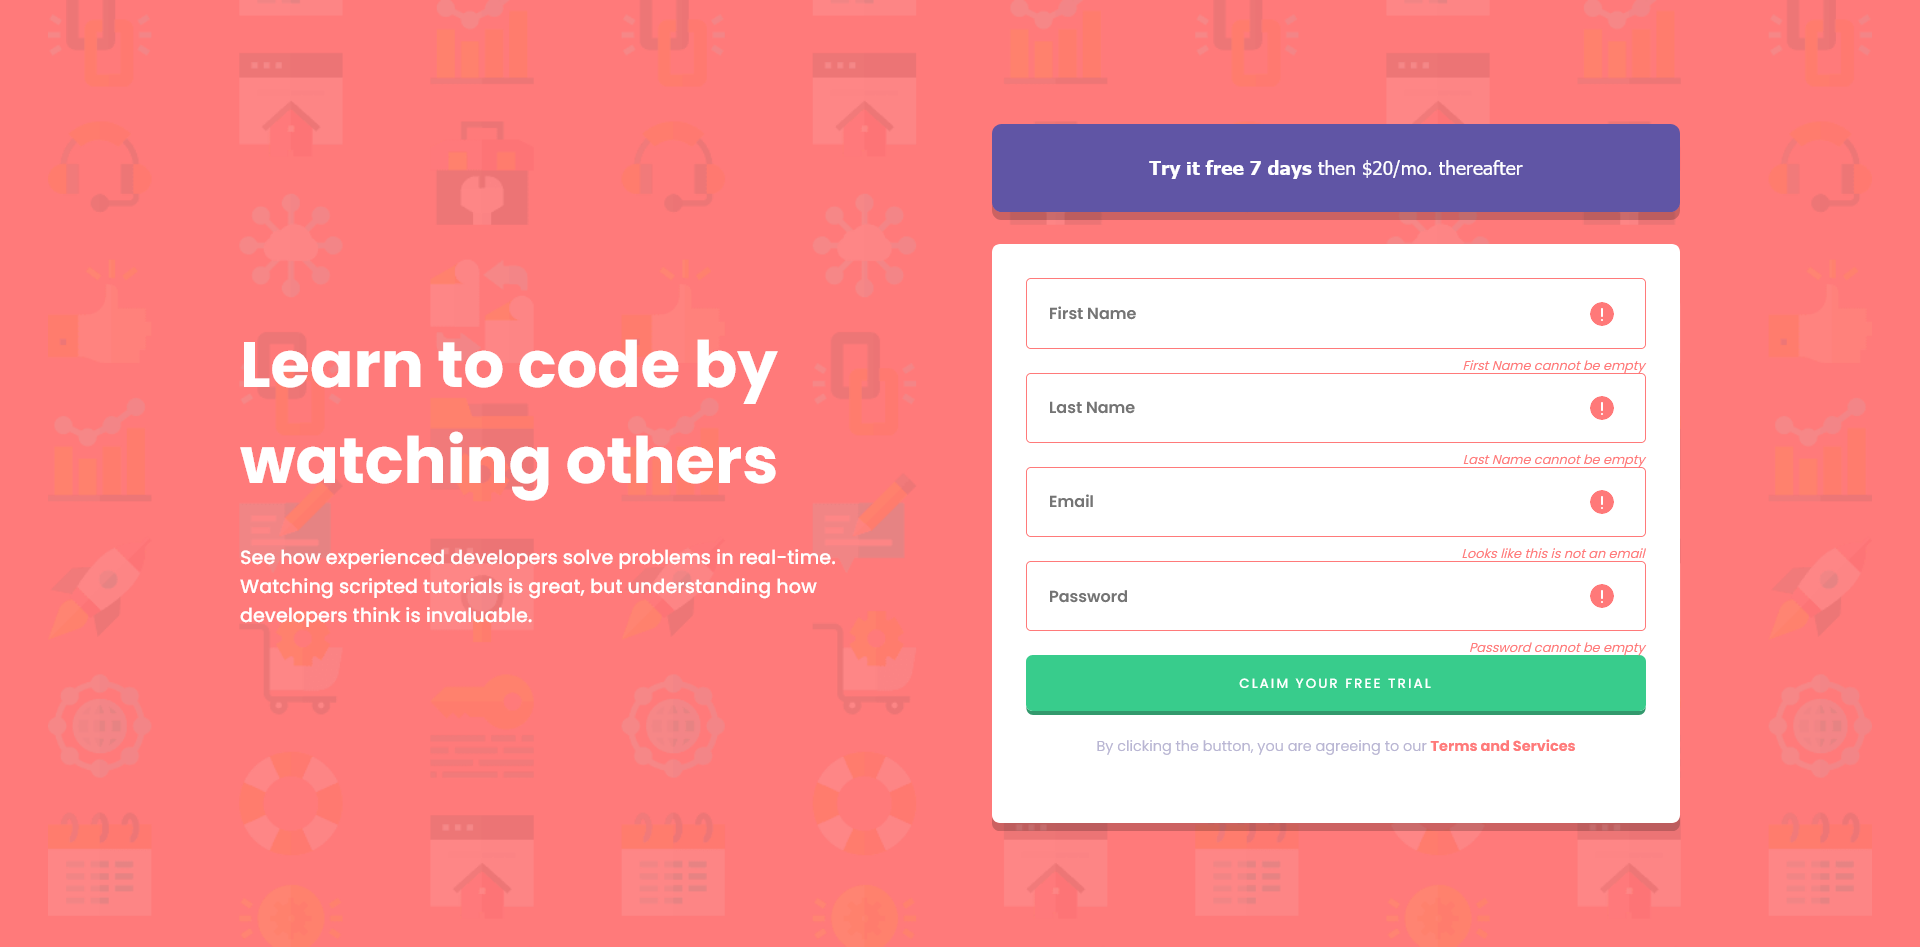 Learn to code by
watching others
See how experienced developers solve problems in real-time.
Watching scripted tutorials is great, but understanding how
developers think is invaluable.
Try it free 7 days then $20/mo. thereafter
First Name
First Name cannot be empty
Last Name
Last Name cannot be empty
Email
Looks like this is not an email
Password
Password cannot be empty
CLAIM YOUR FREE TRIAL
By clicking the button, you are agreeing to our Terms and Services